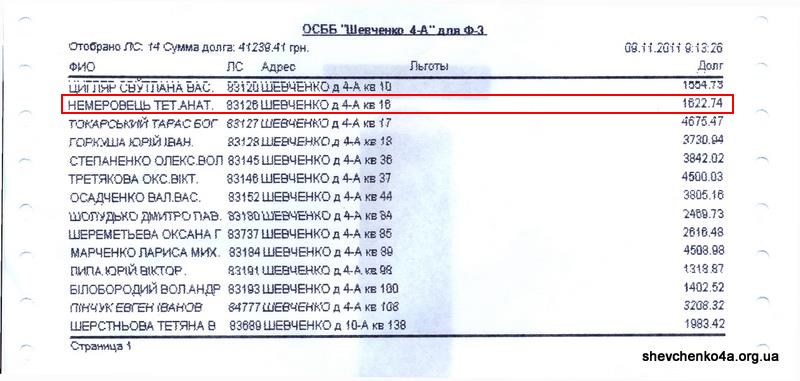 ОСББ "Шевченко 4-А" для Ф-3
Отобрано ЛС: 14 Сумма долга: 41239.41 грн. 09.11.2011 9:13:26
ФИО ЛС Адрес Льготы Долг
ЦИГЛЯР СВУТЛАНА ВАС. 83120 ШЕВЧЕНКО д 4-А кв 10 1554.73
НЕМЕРОВЕЦЬ ТЕТ.АНАТ. 83126 ШЕВЧЕНКО д 4-А кв 16 1622.74
ТОКАРСЬКИЙ ТАРАС БОГ 83127 ШЕВЧЕНКО д 4-А кв 17 4675.47
ГОРКУША ЮРІЙ ІВАН. 83128 ШЕВЧЕНКО д 4-А кв 18 3730.94
СТЕПАНЕНКО ОЛЕКС.ВОЛ 83145 ШЕВЧЕНКО д 4-А кв 36 3842.02
ТРЕТЯКОВА ОКС.ВІКТ. 83146 ШЕВЧЕНКО д 4-А кв 37 4500.03
ОСАДЧЕНКО ВАЛ.ВАС. 83152 ШЕВЧЕНКО д 4-А кв 44 3805.16
ШОЛУДЬКО ДМИТРО ПАВ. 83180 ШЕВЧЕНКО д 4-А кв 84 2469.73
ШЕРЕМЕТЬЄВА ОКСАНА Г 83737 ШЕВЧЕНКО д 4-А кв 85 2616.48
МАРЧЕНКО ЛАРИСА МИХ. 83184 ШЕВЧЕНКО д 4-А кв 89 4508.98
ПИПА ЮРІЙ ВІКТОР. 83191 ШЕВЧЕНКО д 4-А кв 98 1318.87
БІЛОБОРОДИЙ ВОЛ.АНДР 83193 ШЕВЧЕНКО д 4-А кв 100 1402.52
ПІНЧУК ЕВГЕН ІВАНОВ 84777 ШЕВЧЕНКО д 4-А кв 108 3208.32
ШЕРСТНЬОВА ТЕТЯНА В 83689 ШЕВЧЕНКО д 10-А кв 138 1983.42
Страница 1
shevchenko4a.org.ua